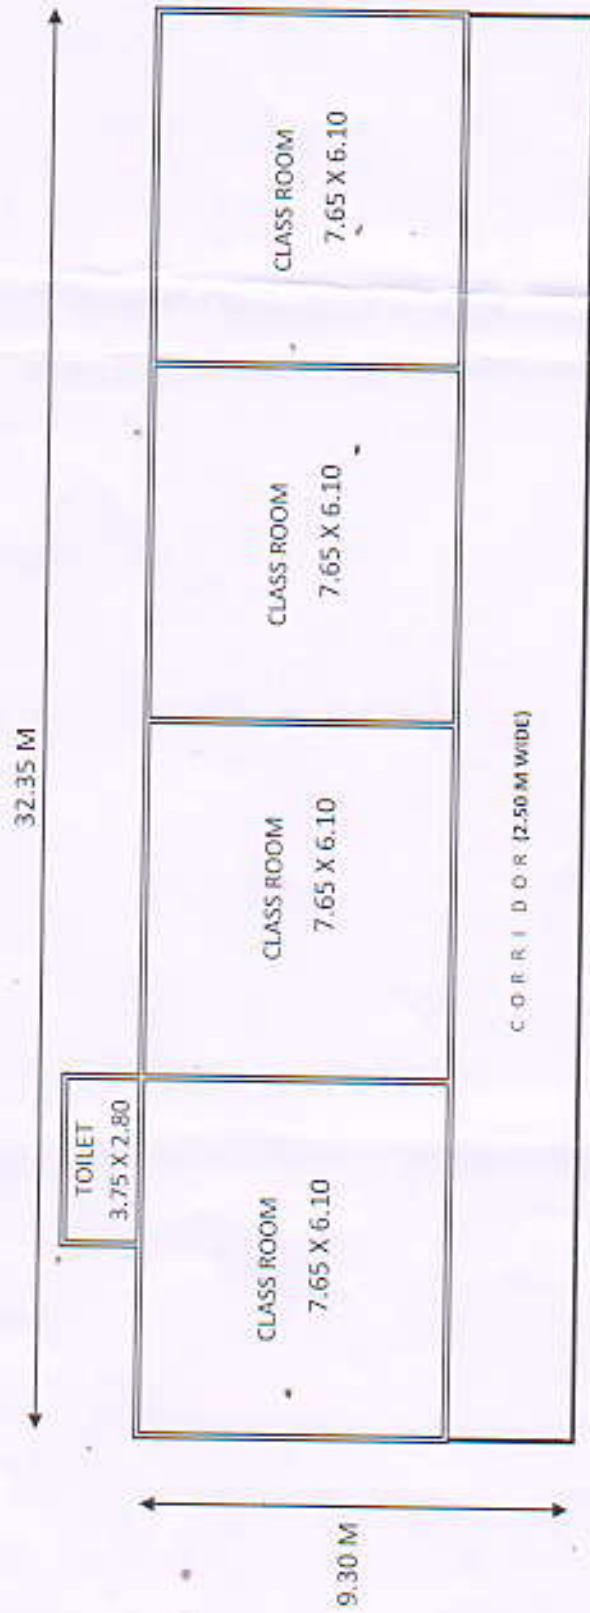 32.35 M
TOILET
3.75 X 2.80
CLASS ROOM
7.65 X 6.10
CLASS ROOM
7.65 X 6.10
CLASS ROOM
7.65 X 6.10
CLASS ROOM
7.65 X 6.10
C O R R I D O R (2.50 M WIDE)
9.30 M